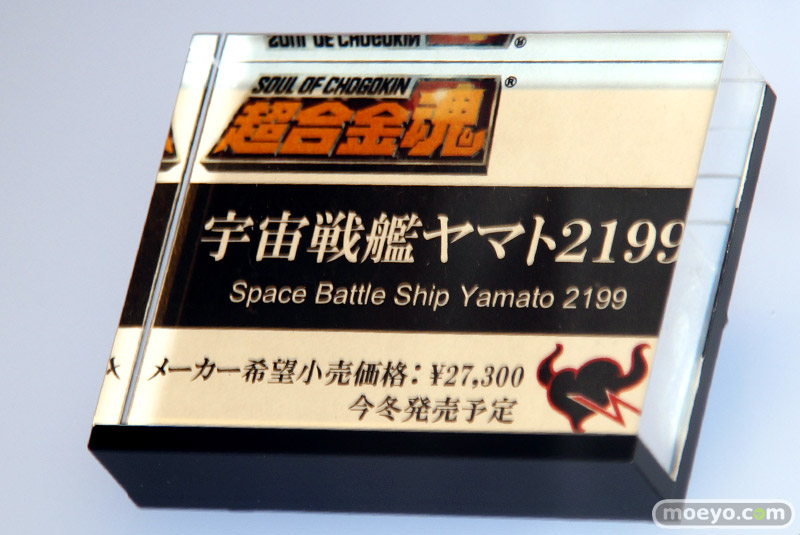 SOUL OF CHOGOKIN
超合金魂®
宇宙戦艦ヤマト2199
Space Battle Ship Yamato 2199
メーカー希望小売価格：¥27,300
今冬発売予定
moeyo.com